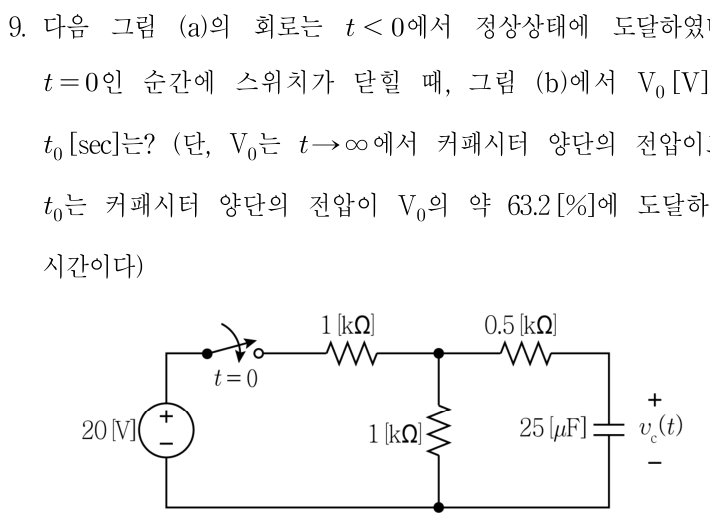 9. 다음 그림 (a)의 회로는 t < 0에서 정상상태에 도달하였
t = 0인 순간에 스위치가 닫힐 때, 그림 (b)에서 V₀ [V]
t₀ [sec]는? (단, V₀는 t → ∞에서 커패시터 양단의 전압이
t₀는 커패시터 양단의 전압이 V₀의 약 63.2 [%]에 도달하
시간이다)
1 [kΩ] 0.5 [kΩ]
t = 0
20 [V] + − 1 [kΩ] 25 [μF] + v_c(t) −